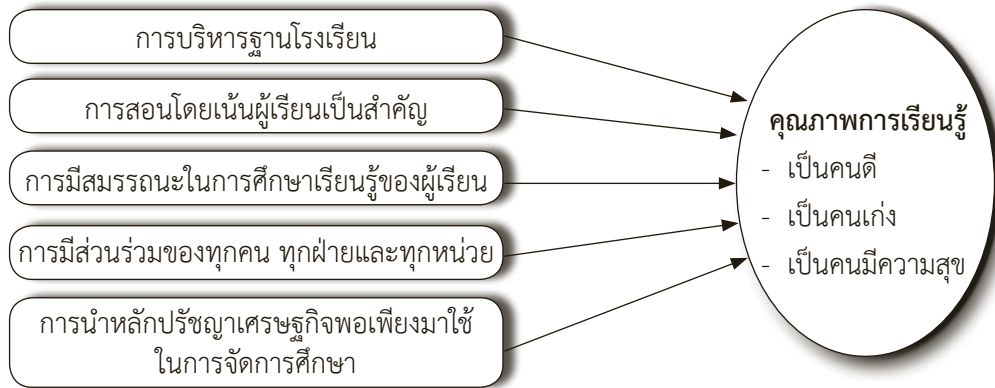 การบริหารฐานโรงเรียน
การสอนโดยเน้นผู้เรียนเป็นสำคัญ
การมีสมรรถนะในการศึกษาเรียนรู้ของผู้เรียน
การมีส่วนร่วมของทุกคน ทุกฝ่ายและทุกหน่วย
การนำหลักปรัชญาเศรษฐกิจพอเพียงมาใช้
ในการจัดการศึกษา
คุณภาพการเรียนรู้
- เป็นคนดี
- เป็นคนเก่ง
- เป็นคนมีความสุข